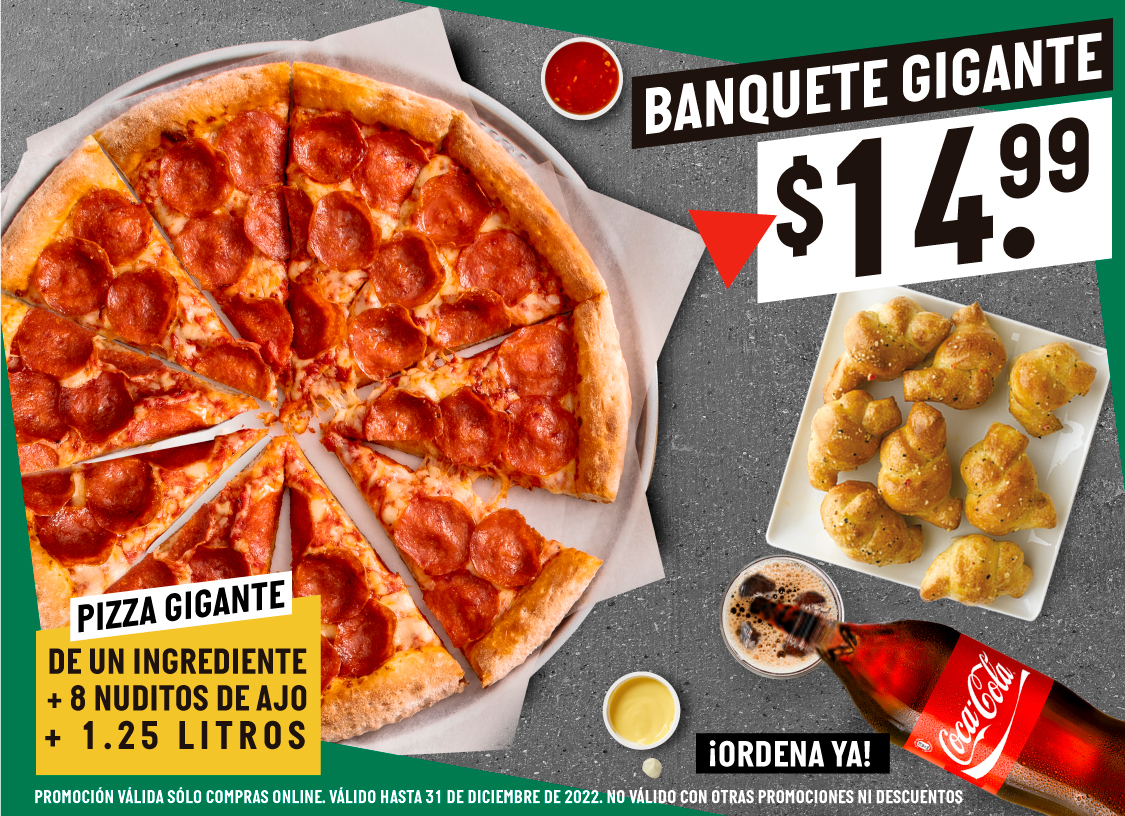 BANQUETE GIGANTE
$14.99
PIZZA GIGANTE
DE UN INGREDIENTE
+ 8 NUDITOS DE AJO
+ 1.25 LITROS
Coca-Cola
¡ORDENA YA!
PROMOCIÓN VÁLIDA SÓLO COMPRAS ONLINE. VÁLIDO HASTA 31 DE DICIEMBRE DE 2022. NO VÁLIDO CON OTRAS PROMOCIONES NI DESCUENTOS